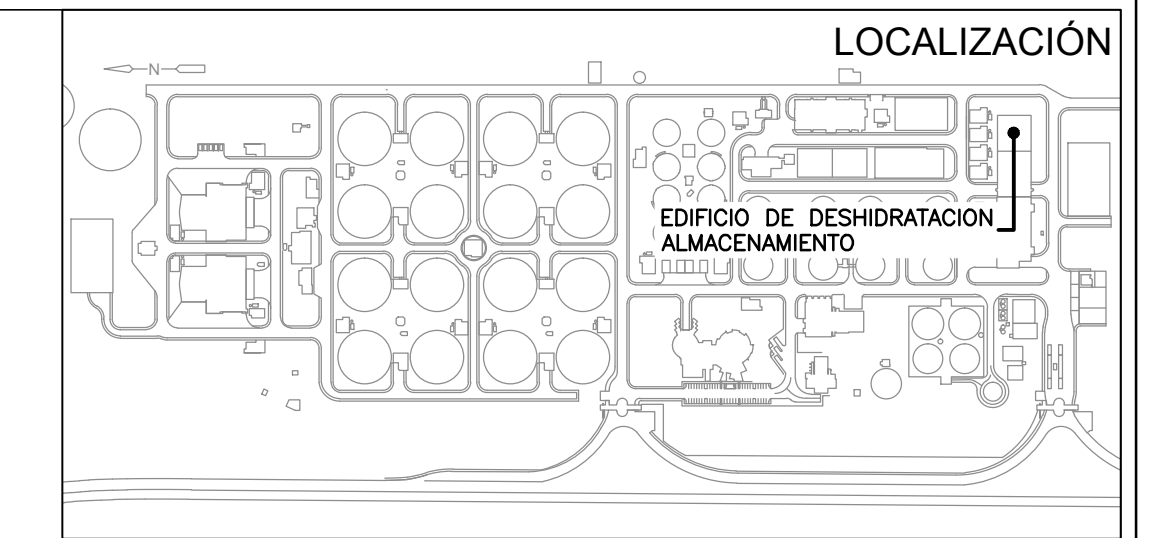 LOCALIZACIÓN
N
EDIFICIO DE DESHIDRATACION
ALMACENAMIENTO